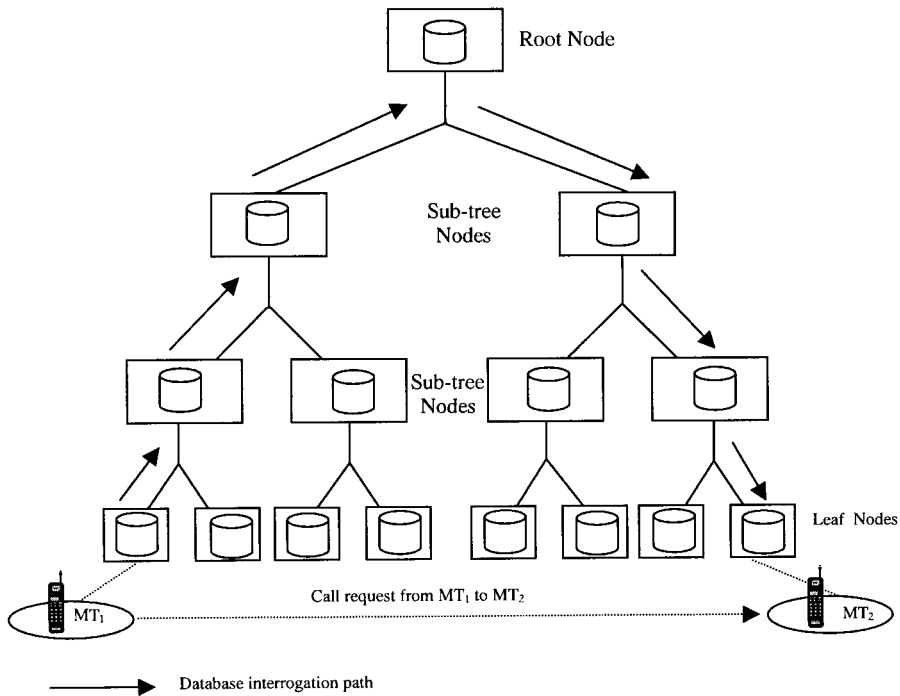 Root Node
Sub-tree
Nodes
Sub-tree
Nodes
Leaf Nodes
MT₁
Call request from MT₁ to MT₂
MT₂
Database interrogation path